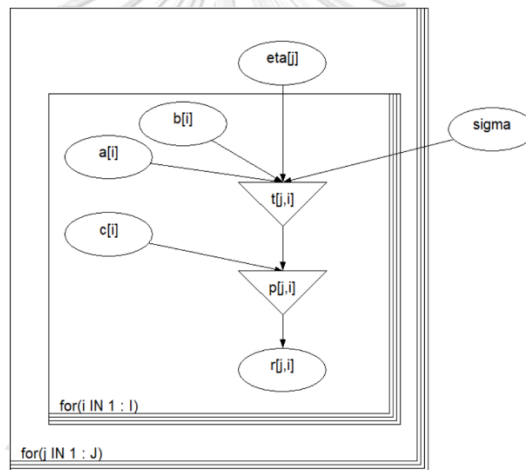 eta[j]
b[i]
sigma
a[i]
t[j,i]
c[i]
p[j,i]
r[j,i]
for(i IN 1 : I)
for(j IN 1 : J)